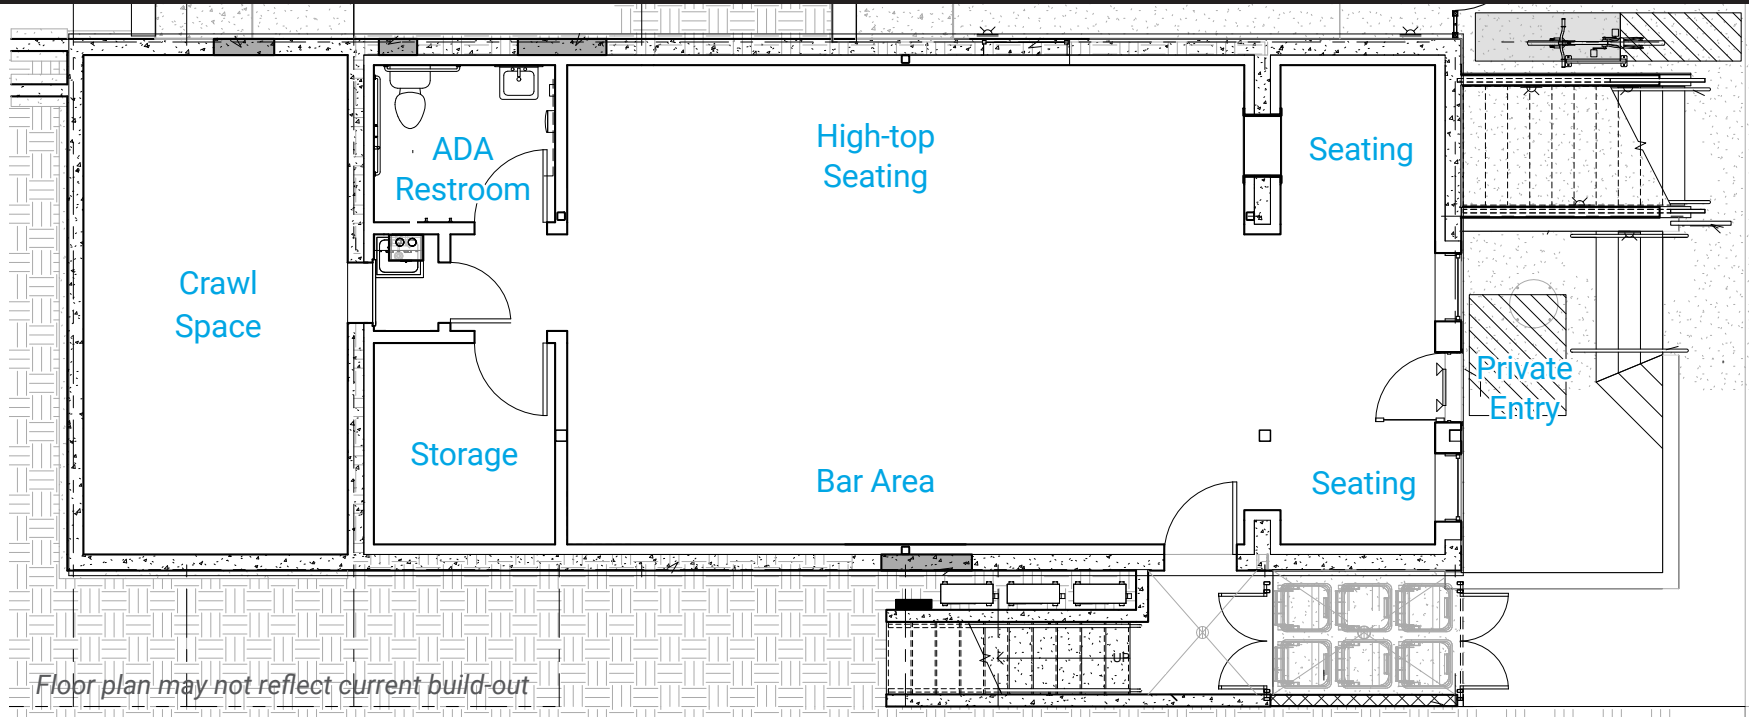 High-top
Seating
ADA
Restroom
Seating
Crawl
Space
Private
Entry
Storage
Bar Area
Seating
UP
Floor plan may not reflect current build-out